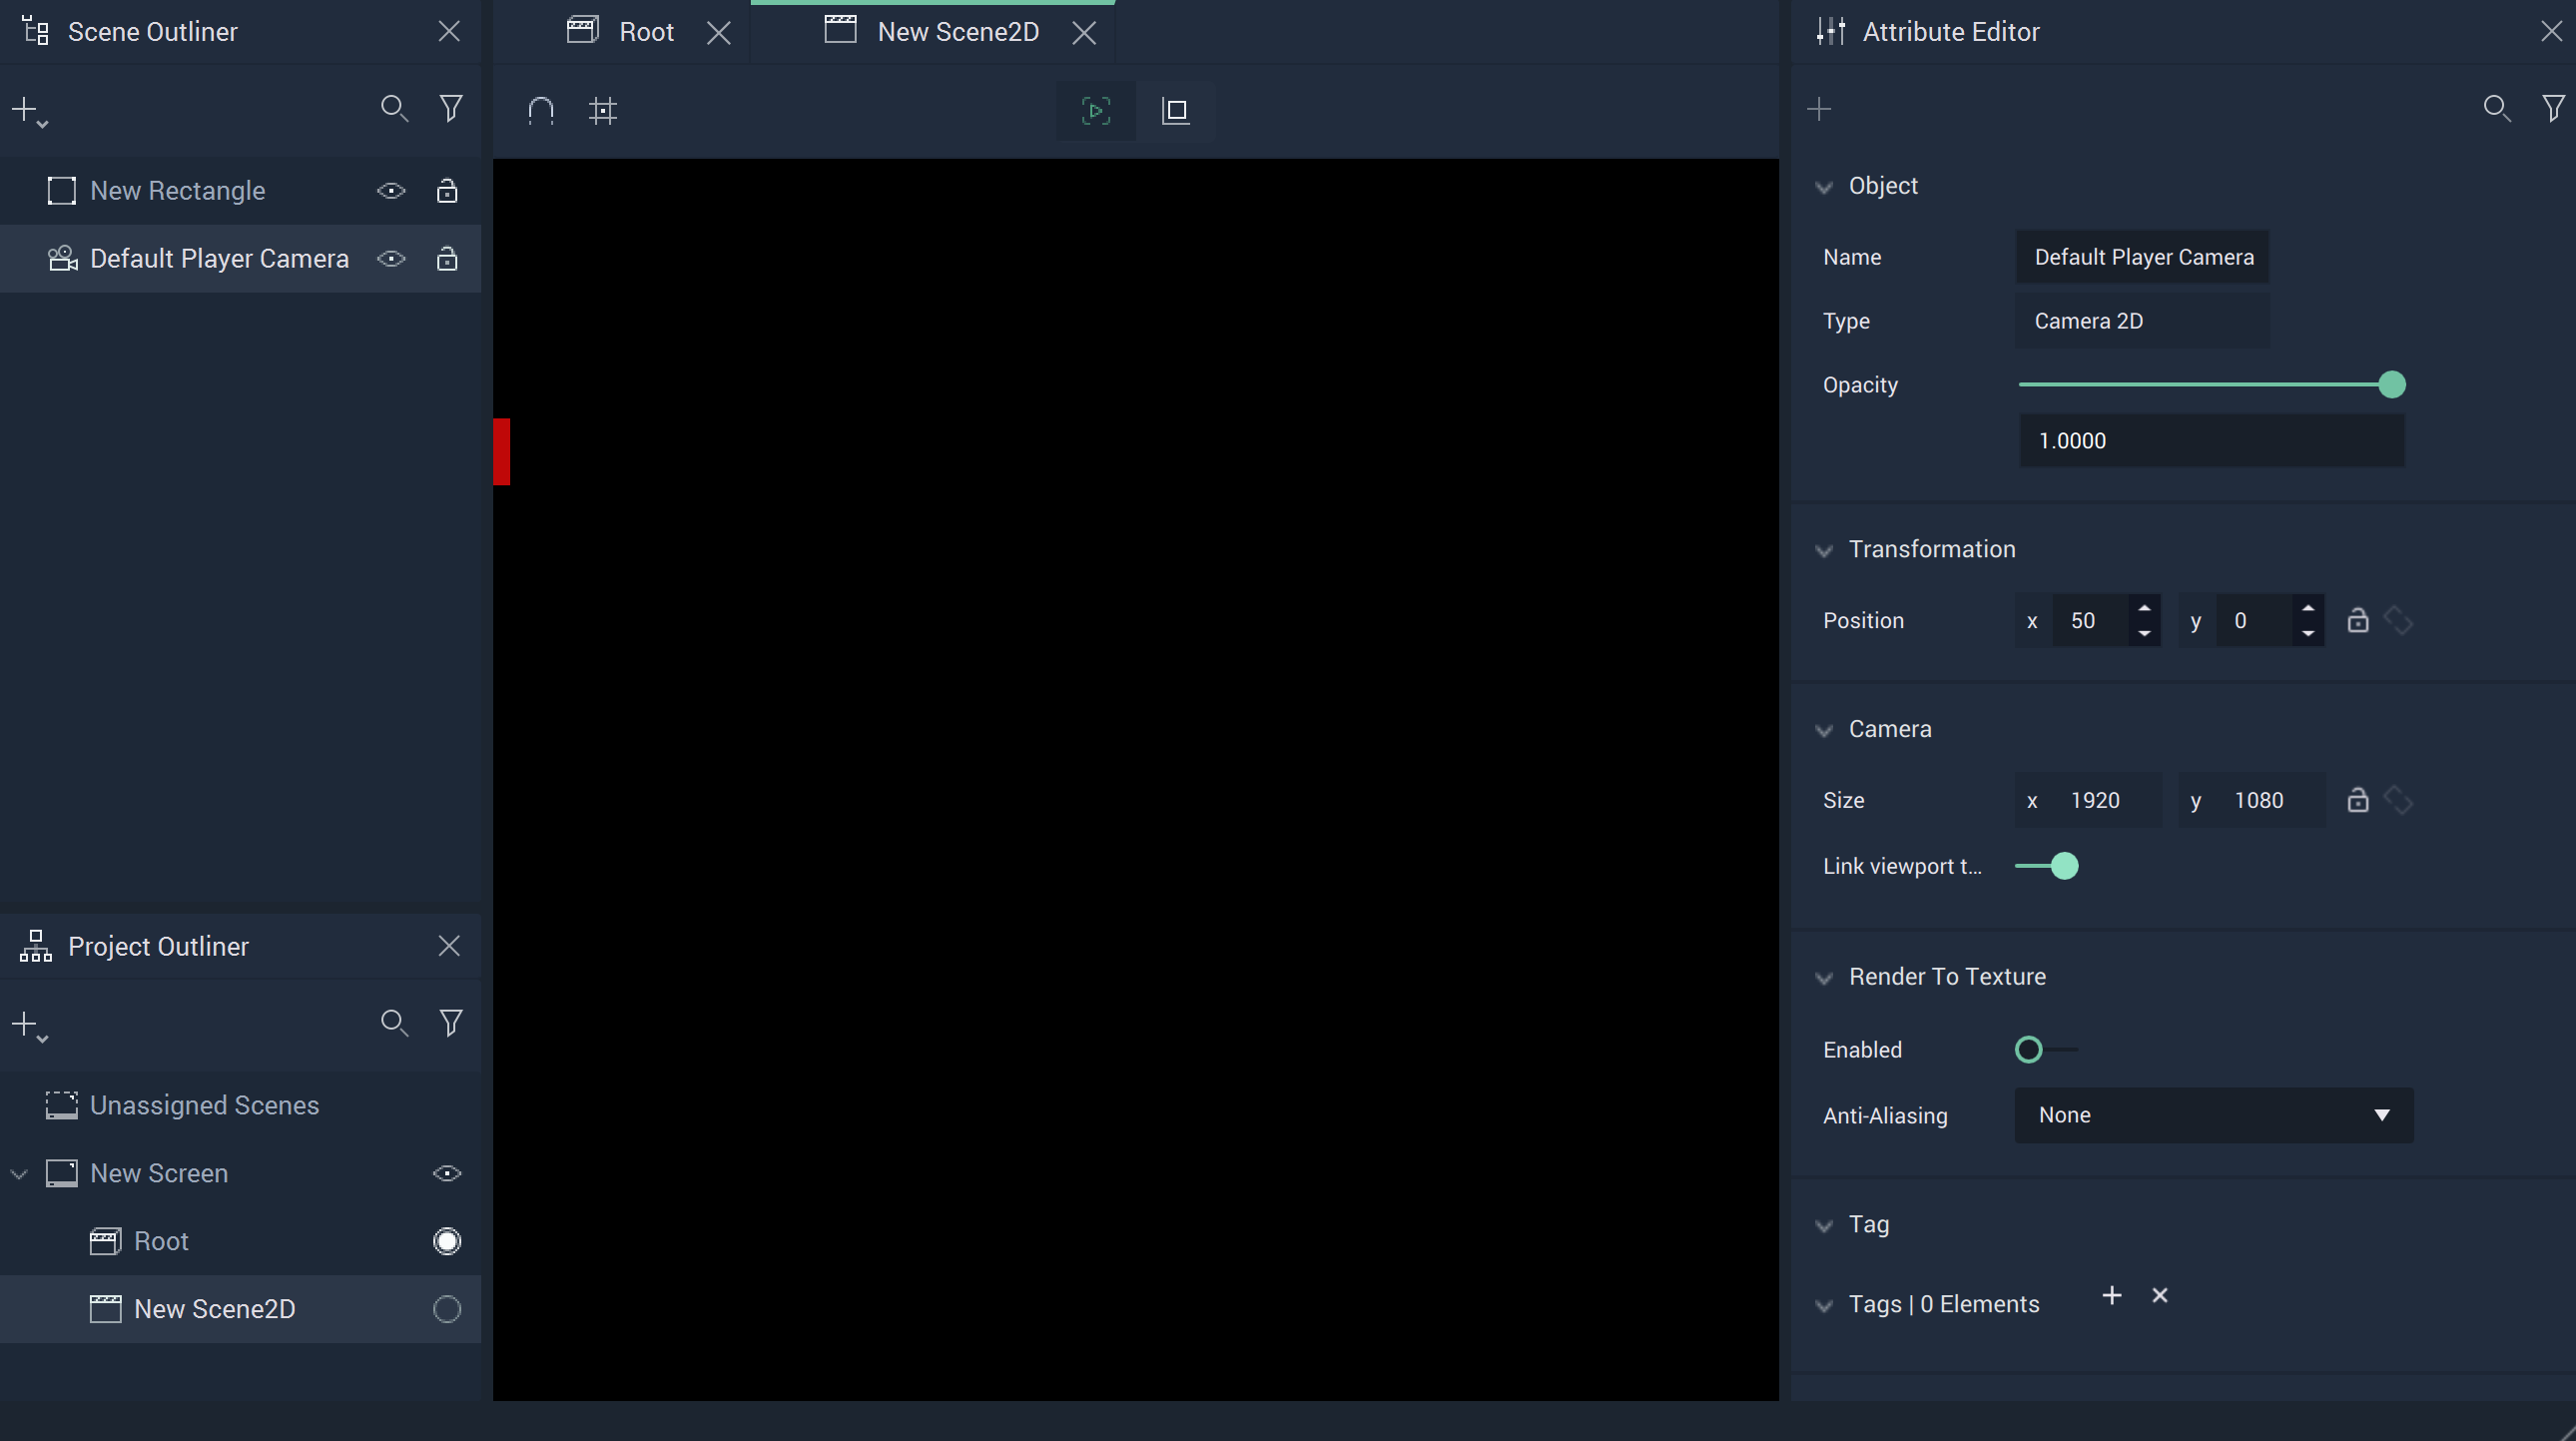 Scene Outliner
New Rectangle
Default Player Camera
Project Outliner
Unassigned Scenes
New Screen
Root
New Scene2D
Root
New Scene2D
Attribute Editor
Object
Name Default Player Camera
Type Camera 2D
Opacity
1.0000
Transformation
Position x 50 y 0
Camera
Size x 1920 y 1080
Link viewport t...
Render To Texture
Enabled
Anti-Aliasing None
Tag
Tags | 0 Elements